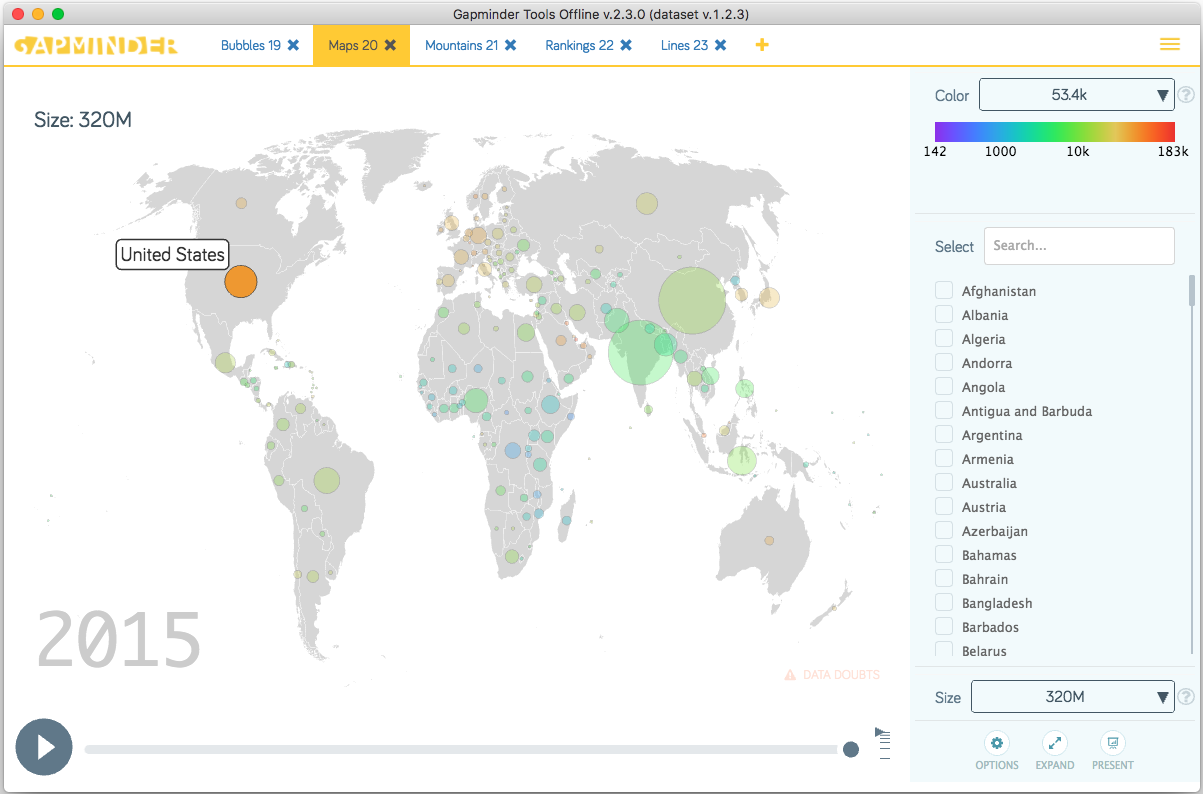 Gapminder Tools Offline v.2.3.0 (dataset v.1.2.3)
GAPMINDER
Bubbles 19 ✖ Maps 20 ✖ Mountains 21 ✖ Rankings 22 ✖ Lines 23 ✖ +
Size: 320M
United States
2015
DATA DOUBTS
Color 53.4k ▼ ?
142 1000 10k 183k
Select Search...
Afghanistan
Albania
Algeria
Andorra
Angola
Antigua and Barbuda
Argentina
Armenia
Australia
Austria
Azerbaijan
Bahamas
Bahrain
Bangladesh
Barbados
Belarus
Size 320M ▼ ?
OPTIONS EXPAND PRESENT